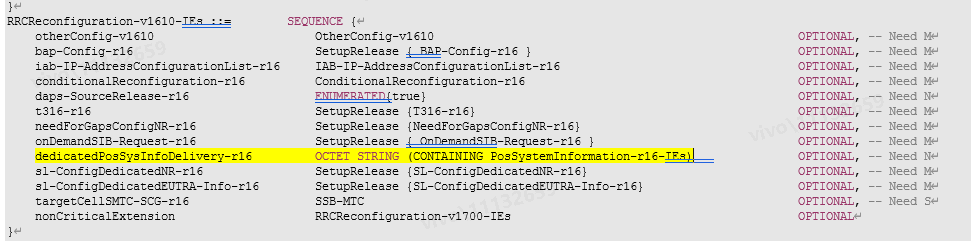 }
RRCReconfiguration-v1610-IEs ::= SEQUENCE {
otherConfig-v1610 OtherConfig-v1610 OPTIONAL, -- Need M
bap-Config-r16 SetupRelease { BAP-Config-r16 } OPTIONAL, -- Need M
iab-IP-AddressConfigurationList-r16 IAB-IP-AddressConfigurationList-r16 OPTIONAL, -- Need M
conditionalReconfiguration-r16 ConditionalReconfiguration-r16 OPTIONAL, -- Need M
daps-SourceRelease-r16 ENUMERATED{true} OPTIONAL, -- Need N
t316-r16 SetupRelease {T316-r16} OPTIONAL, -- Need M
needForGapsConfigNR-r16 SetupRelease {NeedForGapsConfigNR-r16} OPTIONAL, -- Need M
onDemandSIB-Request-r16 SetupRelease { OnDemandSIB-Request-r16 } OPTIONAL, -- Need M
dedicatedPosSysInfoDelivery-r16 OCTET STRING (CONTAINING PosSystemInformation-r16-IEs) OPTIONAL, -- Need N
sl-ConfigDedicatedNR-r16 SetupRelease {SL-ConfigDedicatedNR-r16} OPTIONAL, -- Need M
sl-ConfigDedicatedEUTRA-Info-r16 SetupRelease {SL-ConfigDedicatedEUTRA-Info-r16} OPTIONAL, -- Need M
targetCellSMTC-SCG-r16 SSB-MTC OPTIONAL, -- Need S
nonCriticalExtension RRCReconfiguration-v1700-IEs OPTIONAL
}